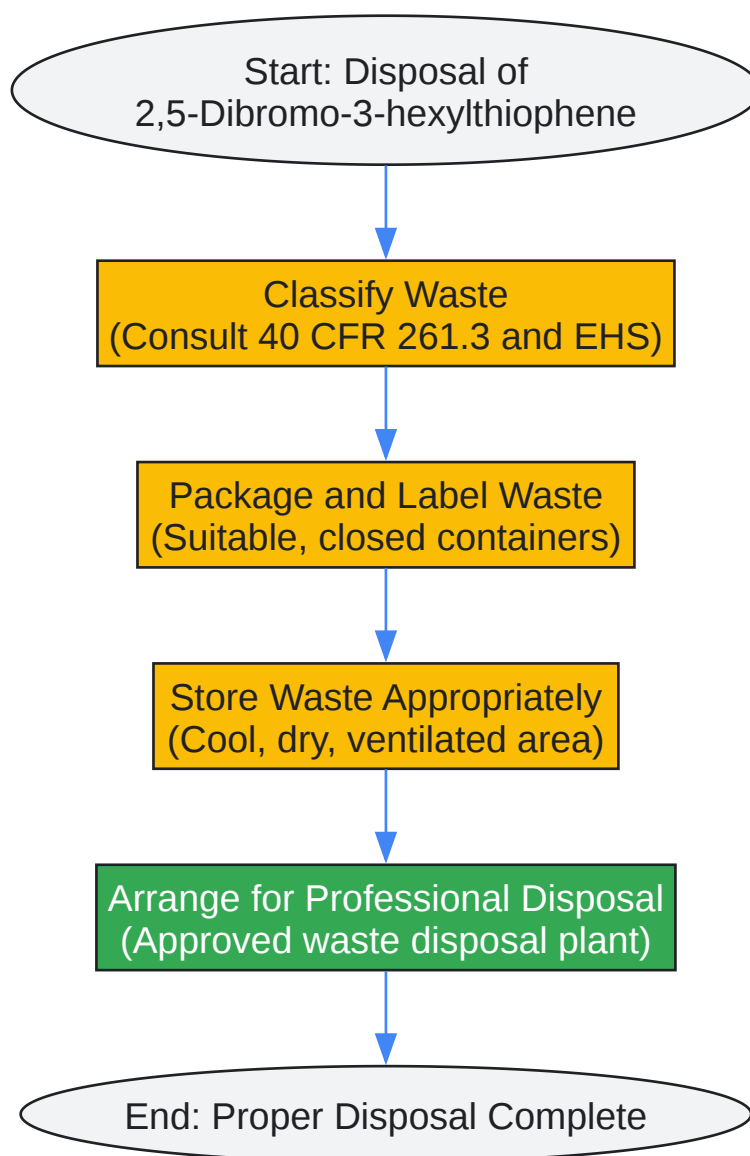 Start: Disposal of
2,5-Dibromo-3-hexylthiophene
Classify Waste
(Consult 40 CFR 261.3 and EHS)
Package and Label Waste
(Suitable, closed containers)
Store Waste Appropriately
(Cool, dry, ventilated area)
Arrange for Professional Disposal
(Approved waste disposal plant)
End: Proper Disposal Complete